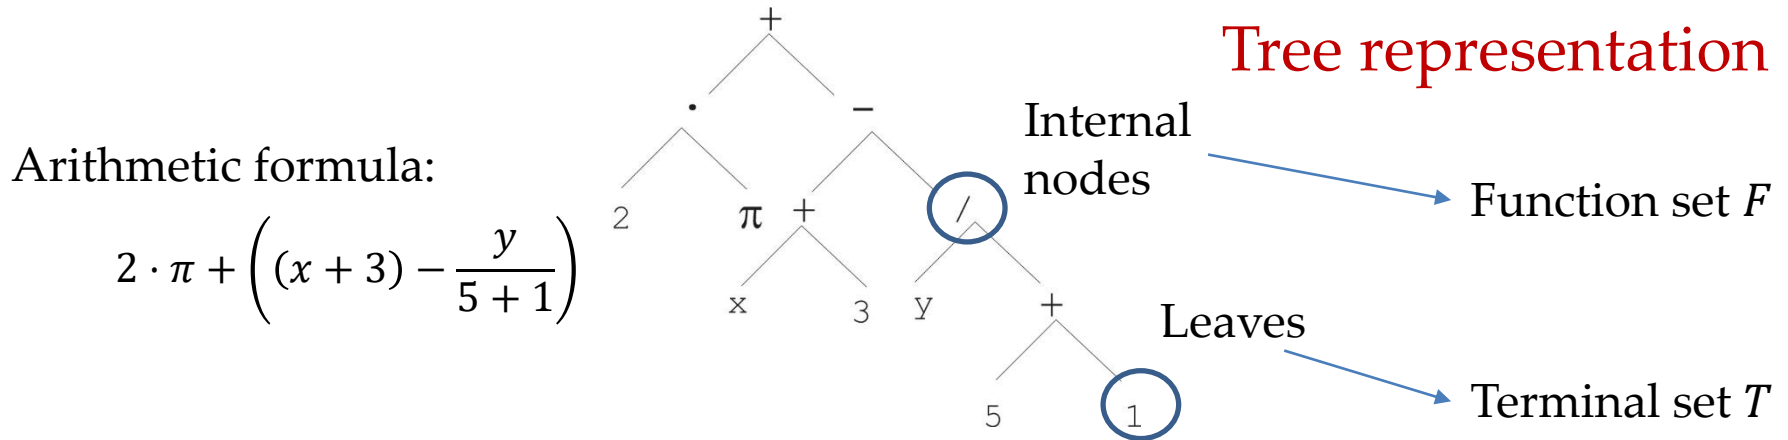 Tree representation
Arithmetic formula:
2 · π + ((x + 3) − y/(5 + 1))
+
· −
2 π + /
x 3 y +
5 1
Internal
nodes
Function set F
Leaves
Terminal set T